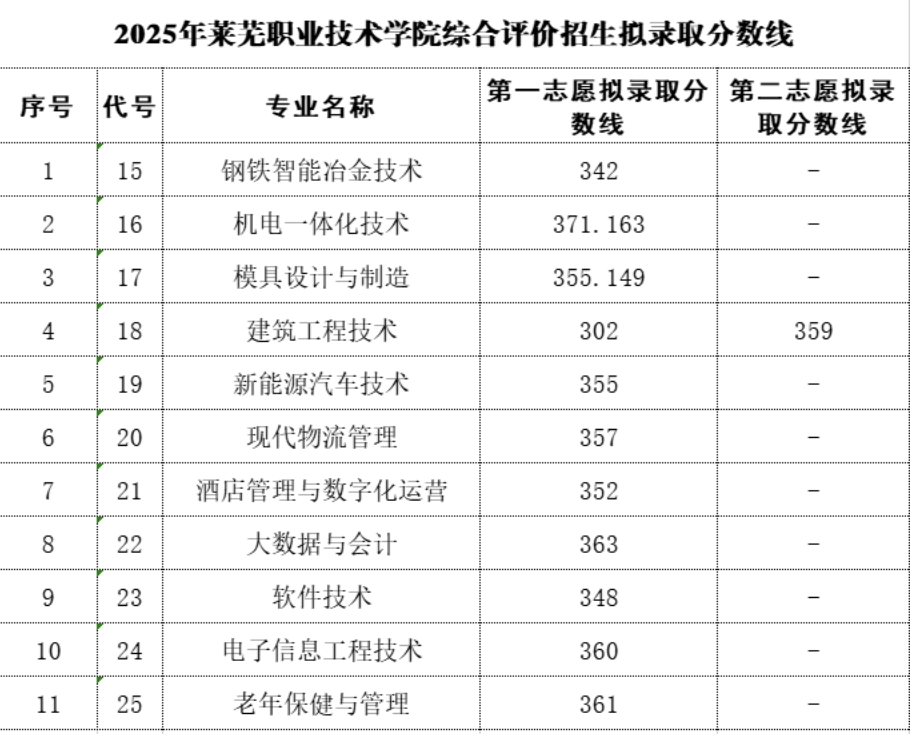 2025年莱芜职业技术学院综合评价招生拟录取分数线
序号 代号 专业名称 第一志愿拟录取分数线 第二志愿拟录取分数线
1 15 钢铁智能冶金技术 342 -
2 16 机电一体化技术 371.163 -
3 17 模具设计与制造 355.149 -
4 18 建筑工程技术 302 359
5 19 新能源汽车技术 355 -
6 20 现代物流管理 357 -
7 21 酒店管理与数字化运营 352 -
8 22 大数据与会计 363 -
9 23 软件技术 348 -
10 24 电子信息工程技术 360 -
11 25 老年保健与管理 361 -